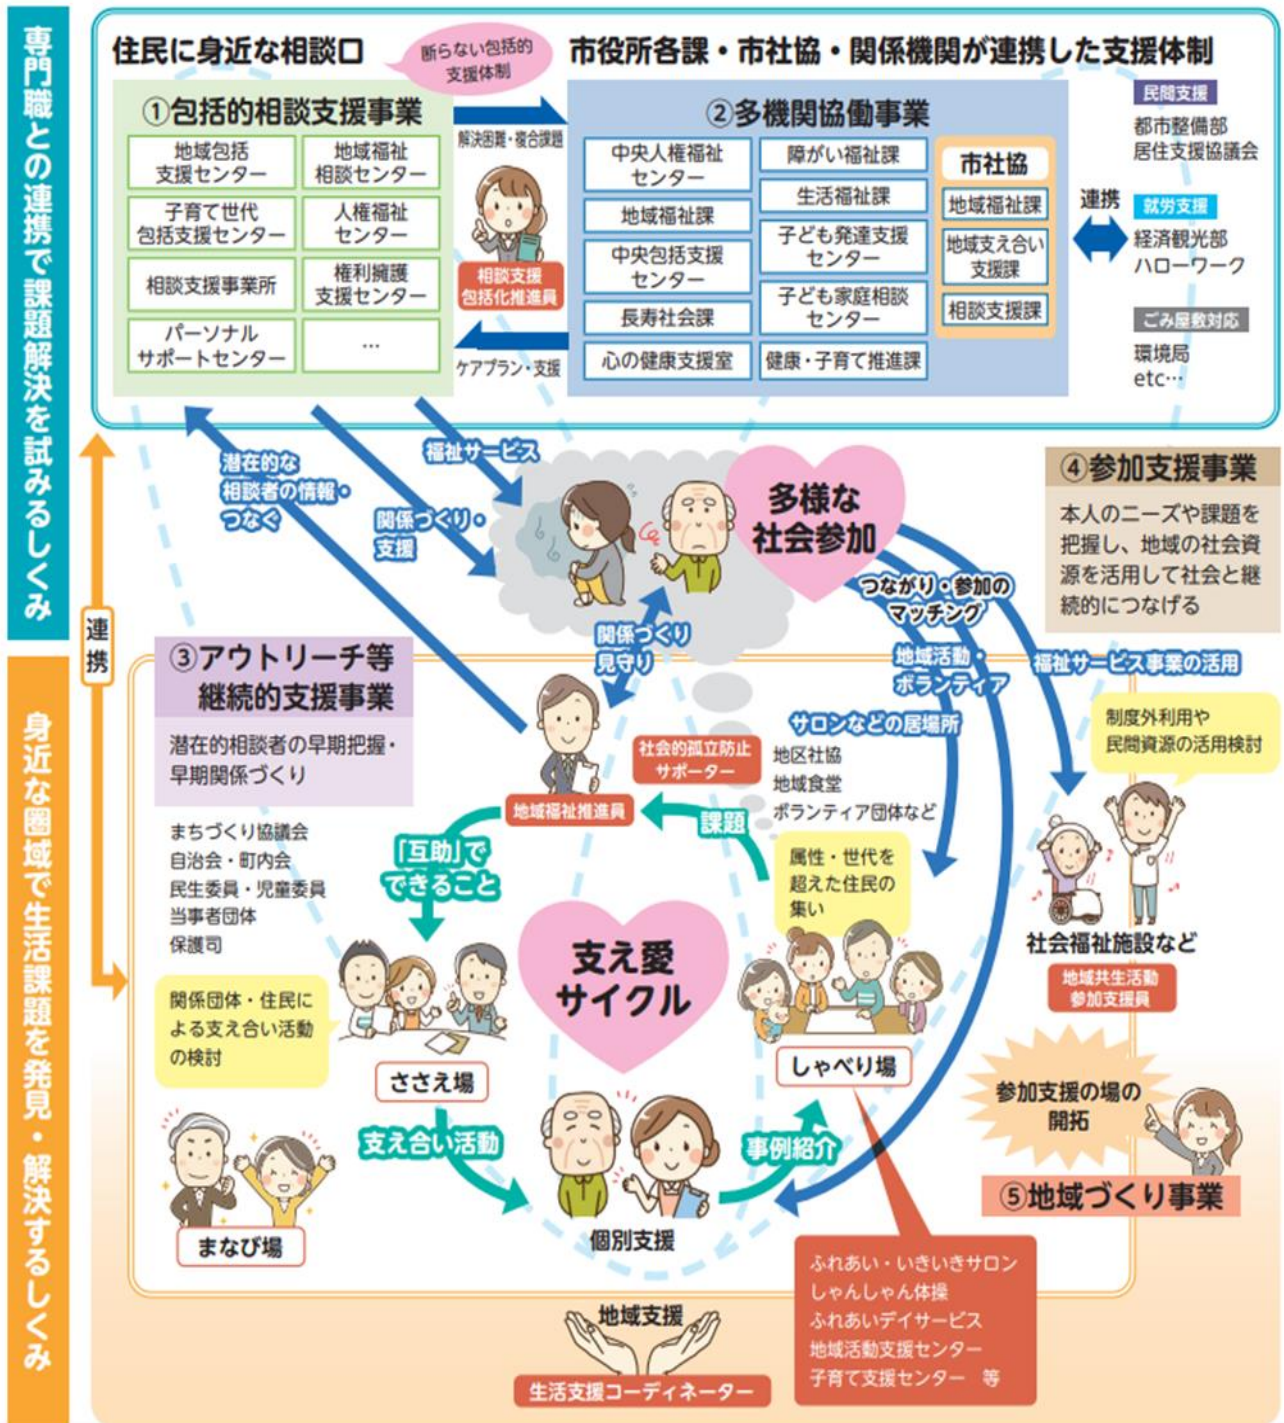 専門職との連携で課題解決を試みるしくみ
住民に身近な相談口
断らない包括的
支援体制
市役所各課・市社協・関係機関が連携した支援体制
①包括的相談支援事業
地域包括
支援センター
地域福祉
相談センター
子育て世代
包括支援センター
人権福祉
センター
相談支援事業所
権利擁護
支援センター
パーソナル
サポートセンター
…
解決困難・複合課題
相談支援
包括化推進員
ケアプラン・支援
②多機関協働事業
中央人権福祉
センター
地域福祉課
中央包括支援
センター
長寿社会課
心の健康支援室
障がい福祉課
生活福祉課
子ども発達支援
センター
子ども家庭相談
センター
健康・子育て推進課
市社協
地域福祉課
地域支え合い
支援課
相談支援課
連携
民間支援
都市整備部
居住支援協議会
就労支援
経済観光部
ハローワーク
ごみ屋敷対応
環境局
etc…
潜在的な
相談者の情報・
つなぐ
関係づくり・
支援
福祉サービス
多様な
社会参加
④参加支援事業
本人のニーズや課題を
把握し、地域の社会資
源を活用して社会と継
続的につなげる
つながり・参加の
マッチング
地域活動・
ボランティア
福祉サービス事業の活用
関係づくり
見守り
連携
身近な圏域で生活課題を発見・解決するしくみ
③アウトリーチ等
継続的支援事業
潜在的相談者の早期把握・
早期関係づくり
まちづくり協議会
自治会・町内会
民生委員・児童委員
当事者団体
保護司
地域福祉推進員
社会的孤立防止
サポーター
サロンなどの居場所
地区社協
地域食堂
ボランティア団体など
制度外利用や
民間資源の活用検討
課題
「互助」で
できること
属性・世代を
超えた住民の
集い
支え愛
サイクル
社会福祉施設など
地域共生活動
参加支援員
関係団体・住民に
よる支え合い活動
の検討
ささえ場
しゃべり場
参加支援の場の
開拓
支え合い活動
事例紹介
⑤地域づくり事業
まなび場
個別支援
ふれあい・いきいきサロン
しゃんしゃん体操
ふれあいデイサービス
地域活動支援センター
子育て支援センター 等
地域支援
生活支援コーディネーター